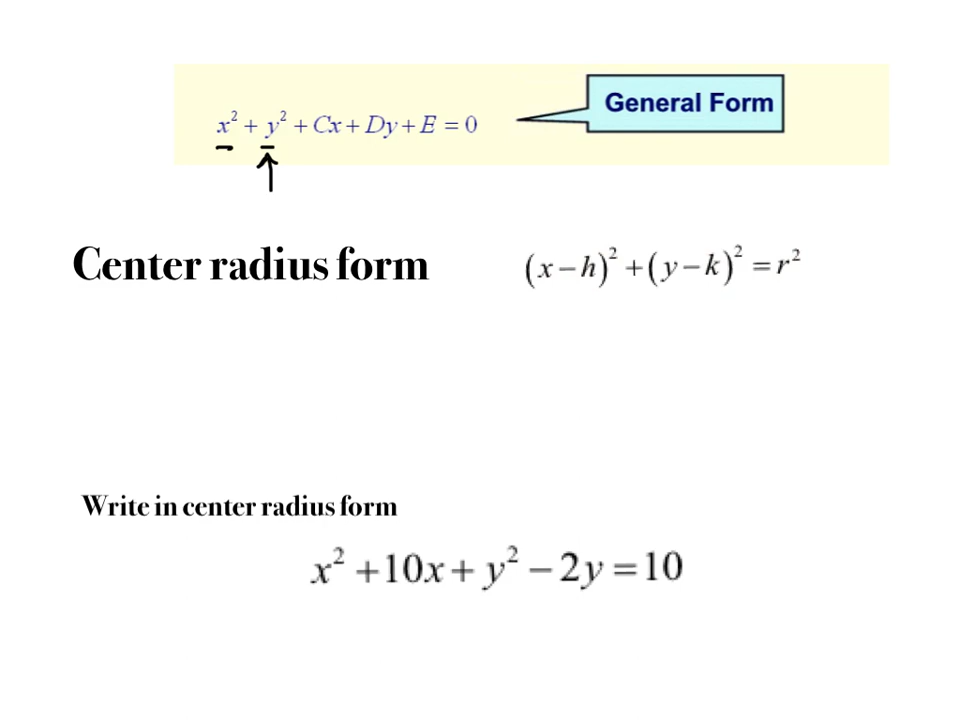 General Form
x² + y² + Cx + Dy + E = 0
Center radius form (x − h)² + (y − k)² = r²
Write in center radius form
x² + 10x + y² − 2y = 10